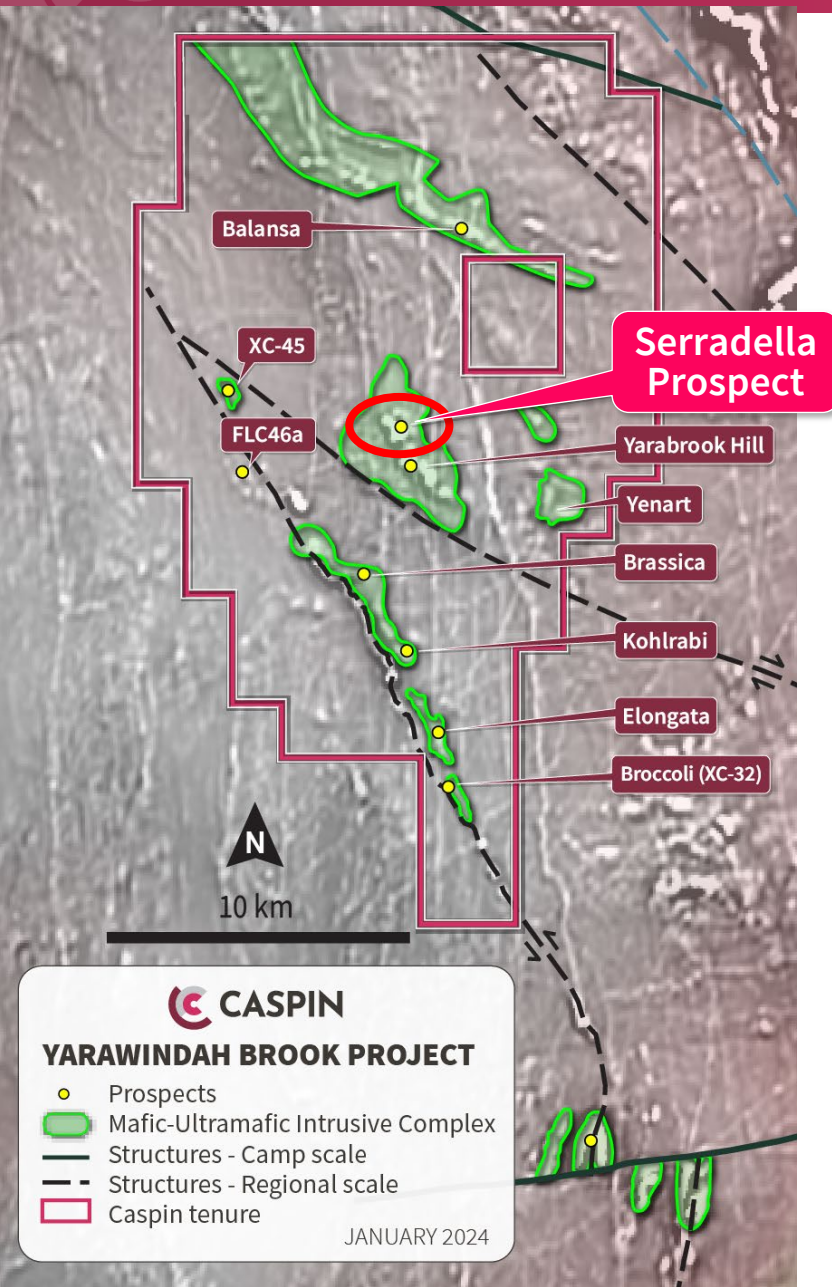 Balansa
XC-45
Serradella
Prospect
FLC46a
Yarabrook Hill
Yenart
Brassica
Kohlrabi
Elongata
Broccoli (XC-32)
N
10 km
CASPIN
YARAWINDAH BROOK PROJECT
Prospects
Mafic-Ultramafic Intrusive Complex
Structures - Camp scale
Structures - Regional scale
Caspin tenure
JANUARY 2024